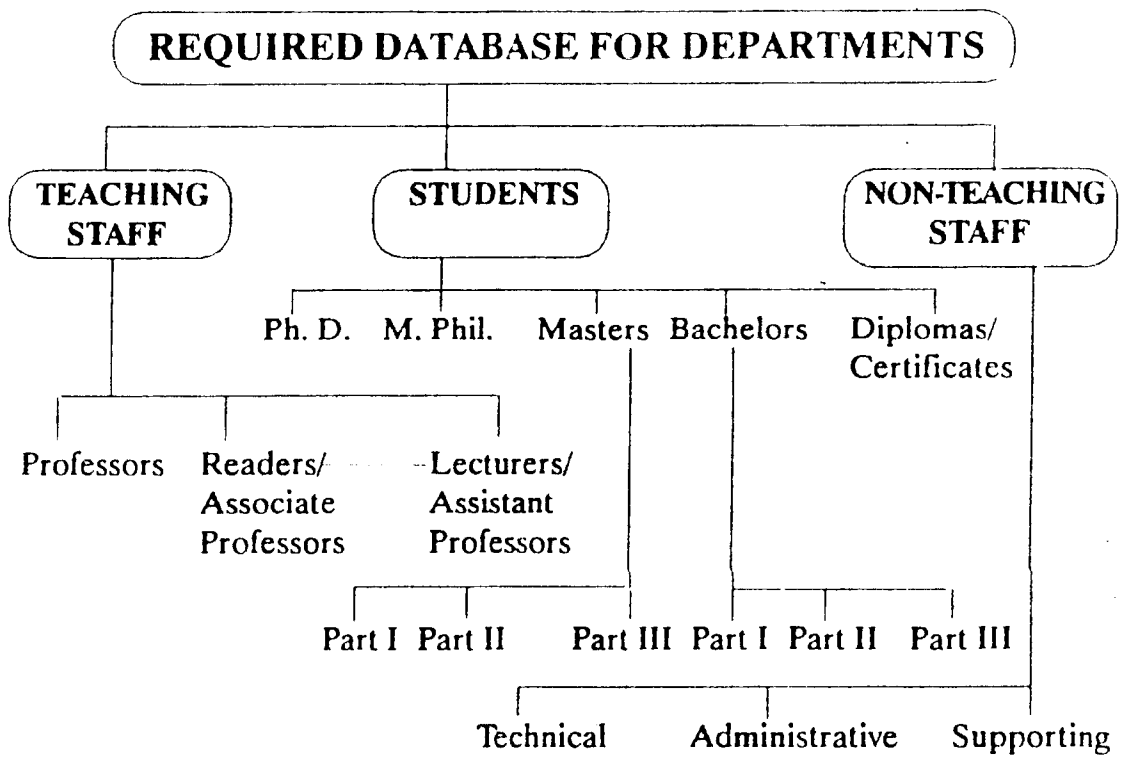 REQUIRED DATABASE FOR DEPARTMENTS
TEACHING
STAFF
STUDENTS
NON-TEACHING
STAFF
Ph. D.
M. Phil.
Masters
Bachelors
Diplomas/
Certificates
Professors
Readers/
Associate
Professors
Lecturers/
Assistant
Professors
Part I
Part II
Part III
Part I
Part II
Part III
Technical
Administrative
Supporting